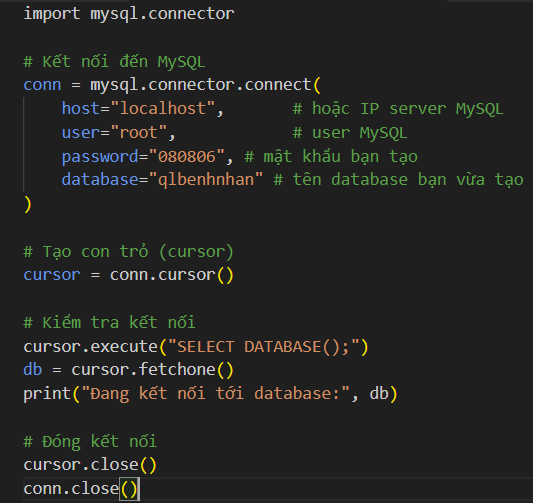 import mysql.connector
# Kết nối đến MySQL
conn = mysql.connector.connect(
    host="localhost",      # hoặc IP server MySQL
    user="root",           # user MySQL
    password="080806", # mật khẩu bạn tạo
    database="qlbenhnhan" # tên database bạn vừa tạo
)
# Tạo con trỏ (cursor)
cursor = conn.cursor()
# Kiểm tra kết nối
cursor.execute("SELECT DATABASE();")
db = cursor.fetchone()
print("Đang kết nối tới database:", db)
# Đóng kết nối
cursor.close()
conn.close()